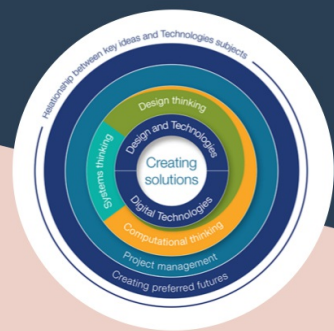 Relationship between key ideas and Technologies subjects
Design thinking
Design and Technologies
Systems thinking
Creating
solutions
Digital Technologies
Computational thinking
Project management
Creating preferred futures